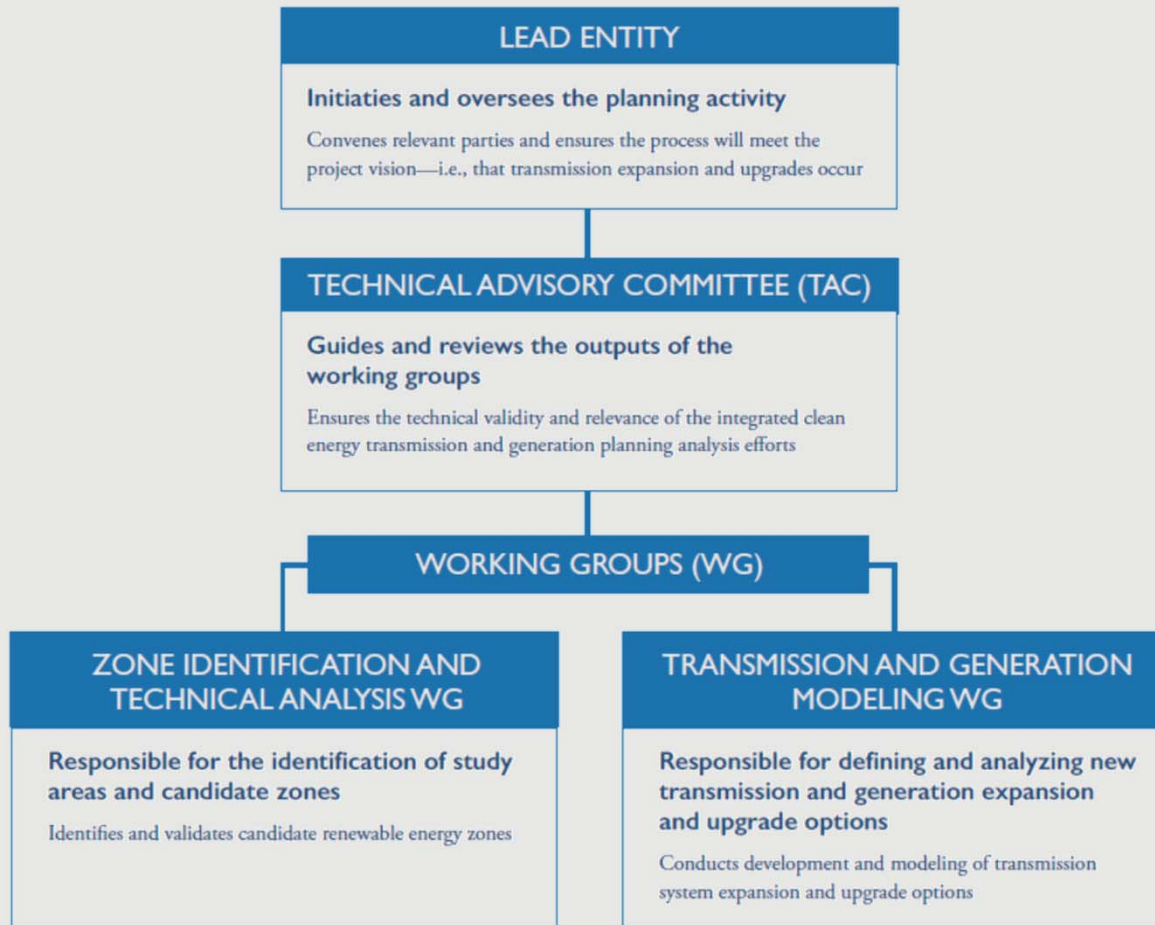 LEAD ENTITY
Initiaties and oversees the planning activity
Convenes relevant parties and ensures the process will meet the
project vision—i.e., that transmission expansion and upgrades occur
TECHNICAL ADVISORY COMMITTEE (TAC)
Guides and reviews the outputs of the
working groups
Ensures the technical validity and relevance of the integrated clean
energy transmission and generation planning analysis efforts
WORKING GROUPS (WG)
ZONE IDENTIFICATION AND
TECHNICAL ANALYSIS WG
Responsible for the identification of study
areas and candidate zones
Identifies and validates candidate renewable energy zones
TRANSMISSION AND GENERATION
MODELING WG
Responsible for defining and analyzing new
transmission and generation expansion
and upgrade options
Conducts development and modeling of transmission
system expansion and upgrade options